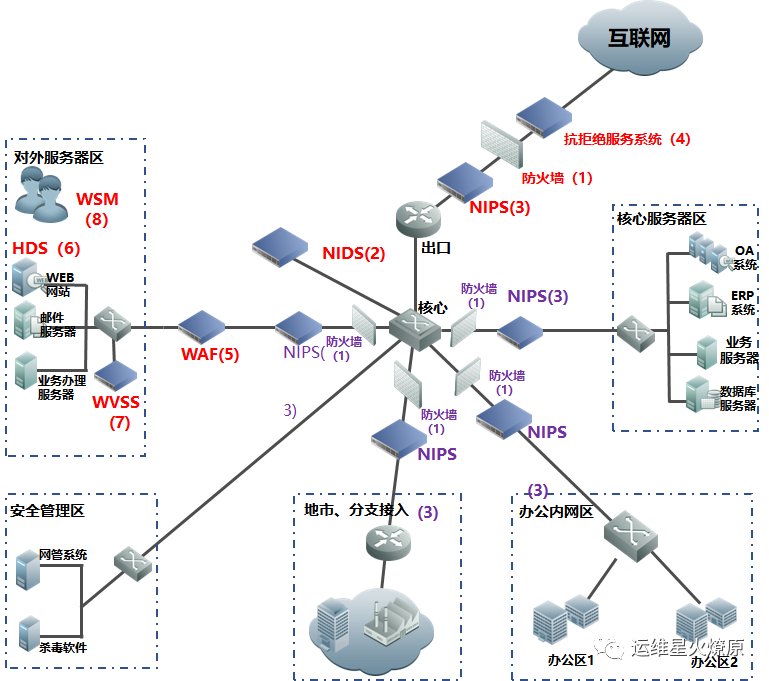 互联网
抗拒绝服务系统（4）
防火墙（1）
NIPS(3)
出口
对外服务器区
WSM
（8）
HDS（6）
WEB
网站
邮件
服务器
业务办理
服务器
WVSS
(7)
WAF(5)
NIPS(
3)
防火墙
（1）
NIDS(2)
核心
防火墙
（1）
NIPS(3)
核心服务器区
OA
系统
ERP
系统
业务
服务器
数据库
服务器
防火墙
（1）
NIPS
(3)
防火墙
（1）
NIPS
(3)
安全管理区
网管系统
杀毒软件
地市、分支接入
办公内网区
办公区1
办公区2
运维星火燎原